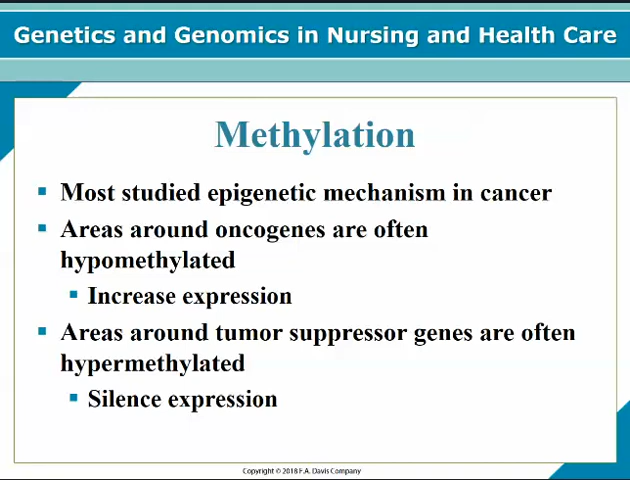 Genetics and Genomics in Nursing and Health Care
Methylation
Most studied epigenetic mechanism in cancer
Areas around oncogenes are often
hypomethylated
Increase expression
Areas around tumor suppressor genes are often
hypermethylated
Silence expression
Copyright © 2018 F.A. Davis Company